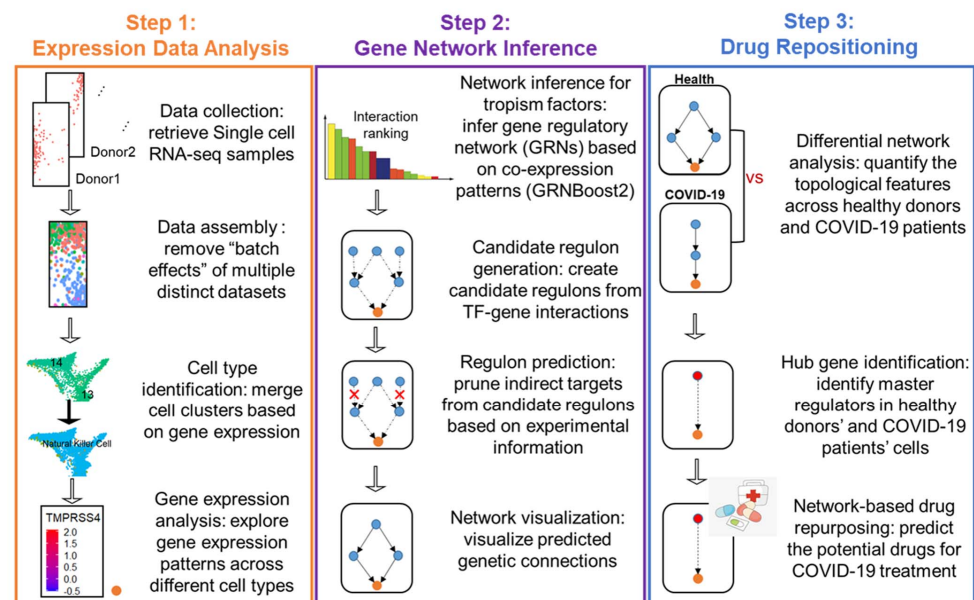 Step 1:
Expression Data Analysis
Donor2
Donor1
Data collection:
retrieve Single cell
RNA-seq samples
Data assembly :
remove “batch
effects” of multiple
distinct datasets
14
13
Natural Killer Cell
Cell type
identification: merge
cell clusters based
on gene expression
TMPRSS4
2.0
1.5
1.0
0.5
0.0
-0.5
Gene expression
analysis: explore
gene expression
patterns across
different cell types
Step 2:
Gene Network Inference
Interaction
ranking
Network inference for
tropism factors:
infer gene regulatory
network (GRNs) based
on co-expression
patterns (GRNBoost2)
Candidate regulon
generation: create
candidate regulons from
TF-gene interactions
Regulon prediction:
prune indirect targets
from candidate regulons
based on experimental
information
Network visualization:
visualize predicted
genetic connections
Step 3:
Drug Repositioning
Health
vs
COVID-19
Differential network
analysis: quantify the
topological features
across healthy donors
and COVID-19 patients
Hub gene identification:
identify master
regulators in healthy
donors’ and COVID-19
patients’ cells
Network-based drug
repurposing: predict
the potential drugs for
COVID-19 treatment